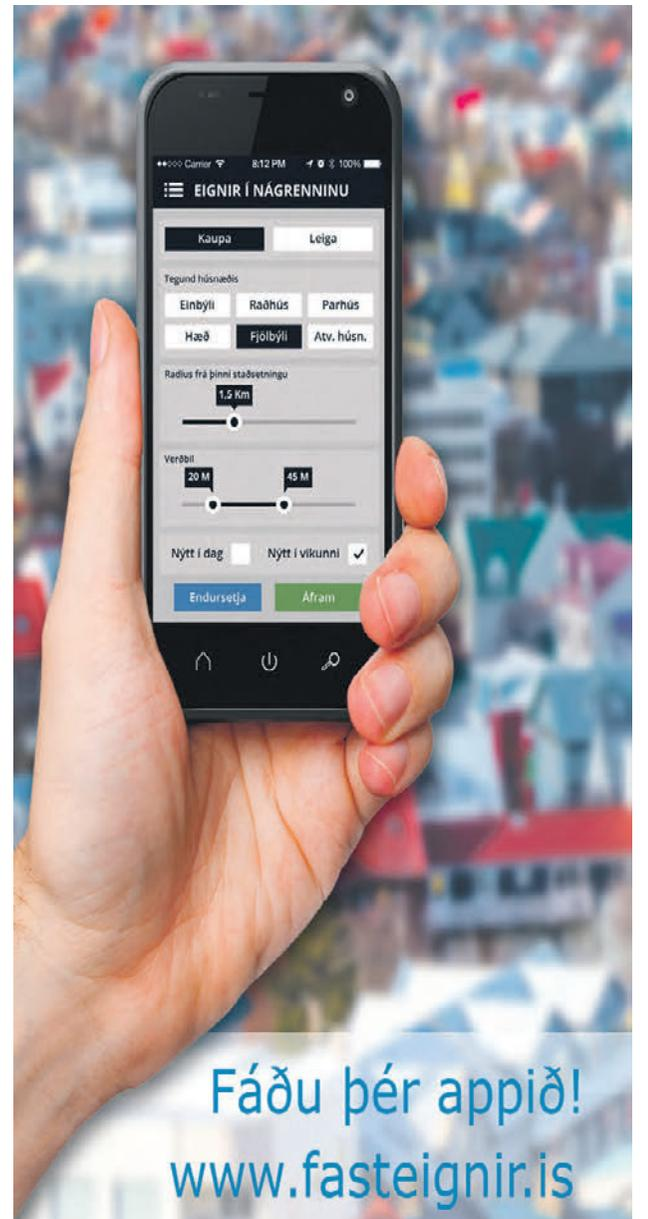 Carrier 8:12 PM 100%
EIGNIR Í NÁGRENNINU
Kaupa Leiga
Tegund húsnæðis
Einbýli Raðhús Parhús
Hæð Fjölbýli Atv. húsn.
Radius frá þinni staðsetningu
1,5 Km
Verðbil
20 M 45 M
Nýtt í dag Nýtt í vikunni
Endursetja Áfram
Fáðu þér appið!
www.fasteignir.is